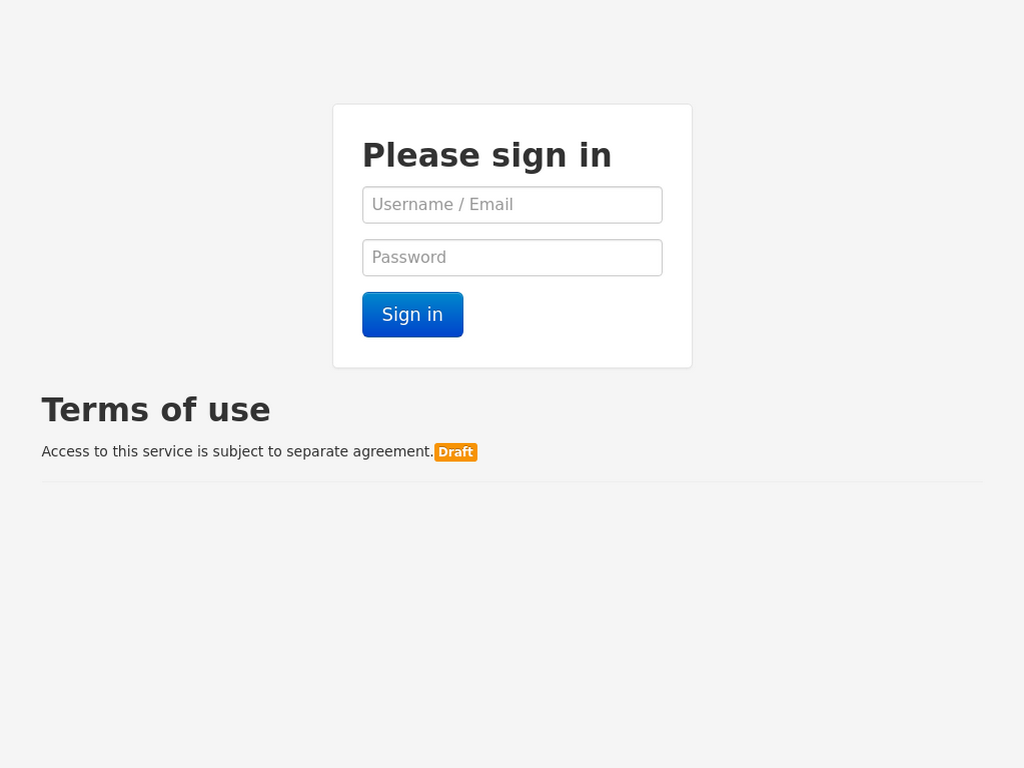 Please sign in
Username / Email
Password
Sign in
Terms of use
Access to this service is subject to separate agreement. Draft